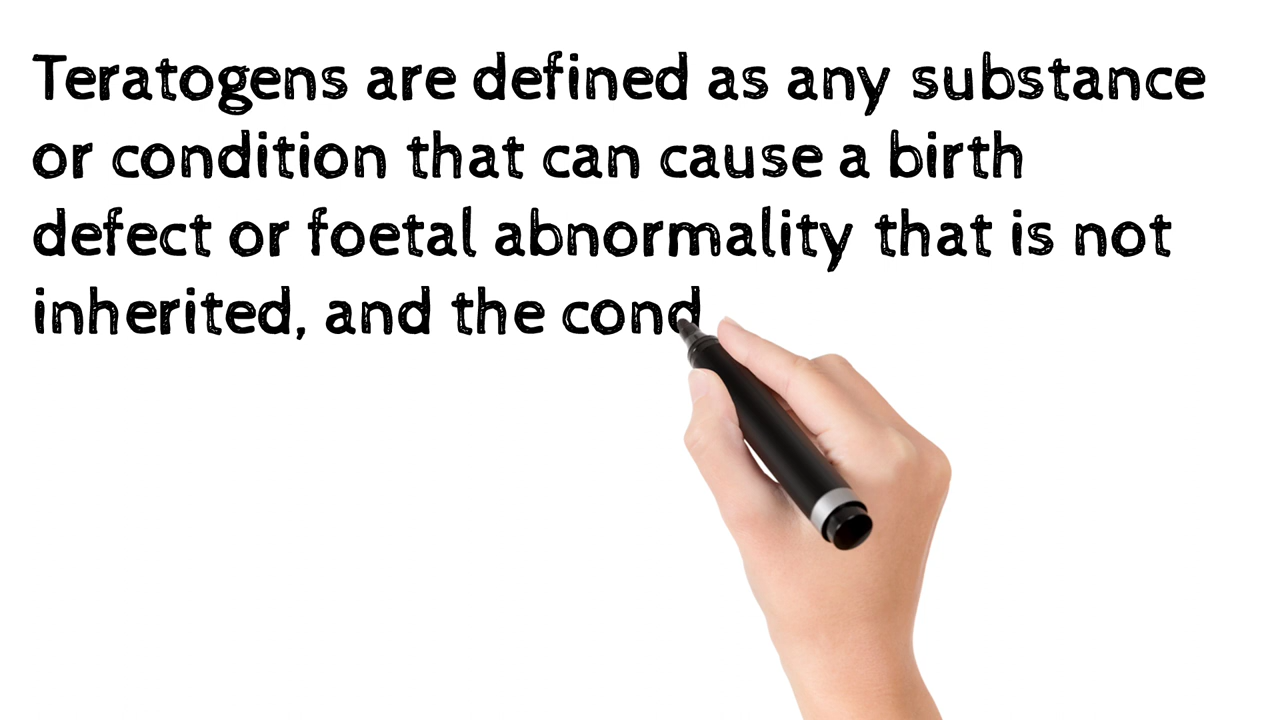 Teratogens are defined as any substance
or condition that can cause a birth
defect or foetal abnormality that is not
inherited, and the cond